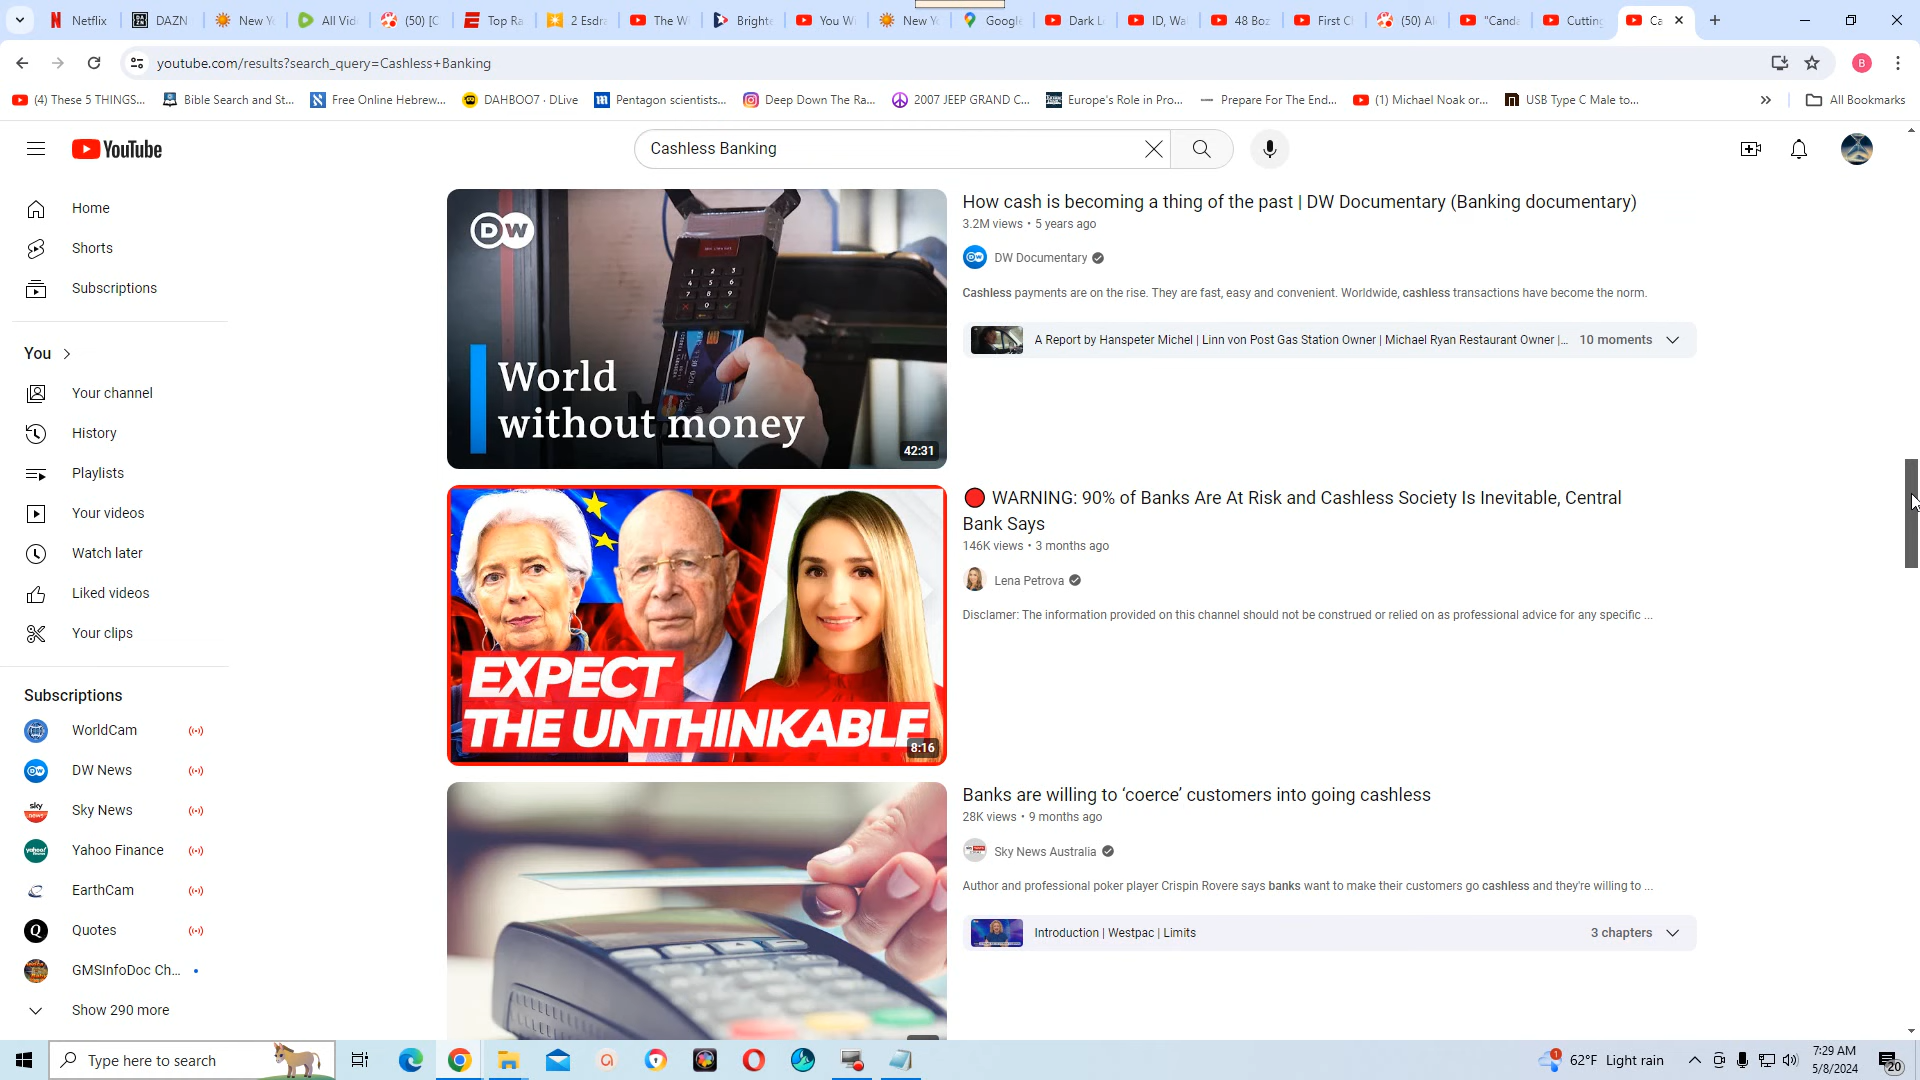 Netflix
DAZN
New Y
All Vid
(50) [C
Top Ra
2 Esdra
The W
Bright
You W
New Y
Google
Dark L
ID, Wa
48 Boz
First C
(50) Al
"Canda
Cutting
Ca
youtube.com/results?search_query=Cashless+Banking
B
(4) These 5 THINGS...
Bible Search and St...
Free Online Hebrew...
DAHBOO7 · DLive
Pentagon scientists...
Deep Down The Ra...
2007 JEEP GRAND C...
Europe's Role in Pro...
Prepare For The End...
(1) Michael Noak or...
USB Type C Male to...
All Bookmarks
YouTube
Cashless Banking
Home
Shorts
Subscriptions
You
Your channel
History
Playlists
Your videos
Watch later
Liked videos
Your clips
Subscriptions
WorldCam
DW News
Sky News
Yahoo Finance
EarthCam
Quotes
GMSInfoDoc Ch...
Show 290 more
DW
World
without money
42:31
How cash is becoming a thing of the past | DW Documentary (Banking documentary)
3.2M views • 5 years ago
DW Documentary
Cashless payments are on the rise. They are fast, easy and convenient. Worldwide, cashless transactions have become the norm.
A Report by Hanspeter Michel | Linn von Post Gas Station Owner | Michael Ryan Restaurant Owner |...
10 moments
EXPECT
THE UNTHINKABLE
8:16
WARNING: 90% of Banks Are At Risk and Cashless Society Is Inevitable, Central
Bank Says
146K views • 3 months ago
Lena Petrova
Disclamer: The information provided on this channel should not be construed or relied on as professional advice for any specific ...
Banks are willing to ‘coerce’ customers into going cashless
28K views • 9 months ago
Sky News Australia
Author and professional poker player Crispin Rovere says banks want to make their customers go cashless and they're willing to ...
Introduction | Westpac | Limits
3 chapters
Type here to search
1
62°F Light rain
7:29 AM
5/8/2024
20